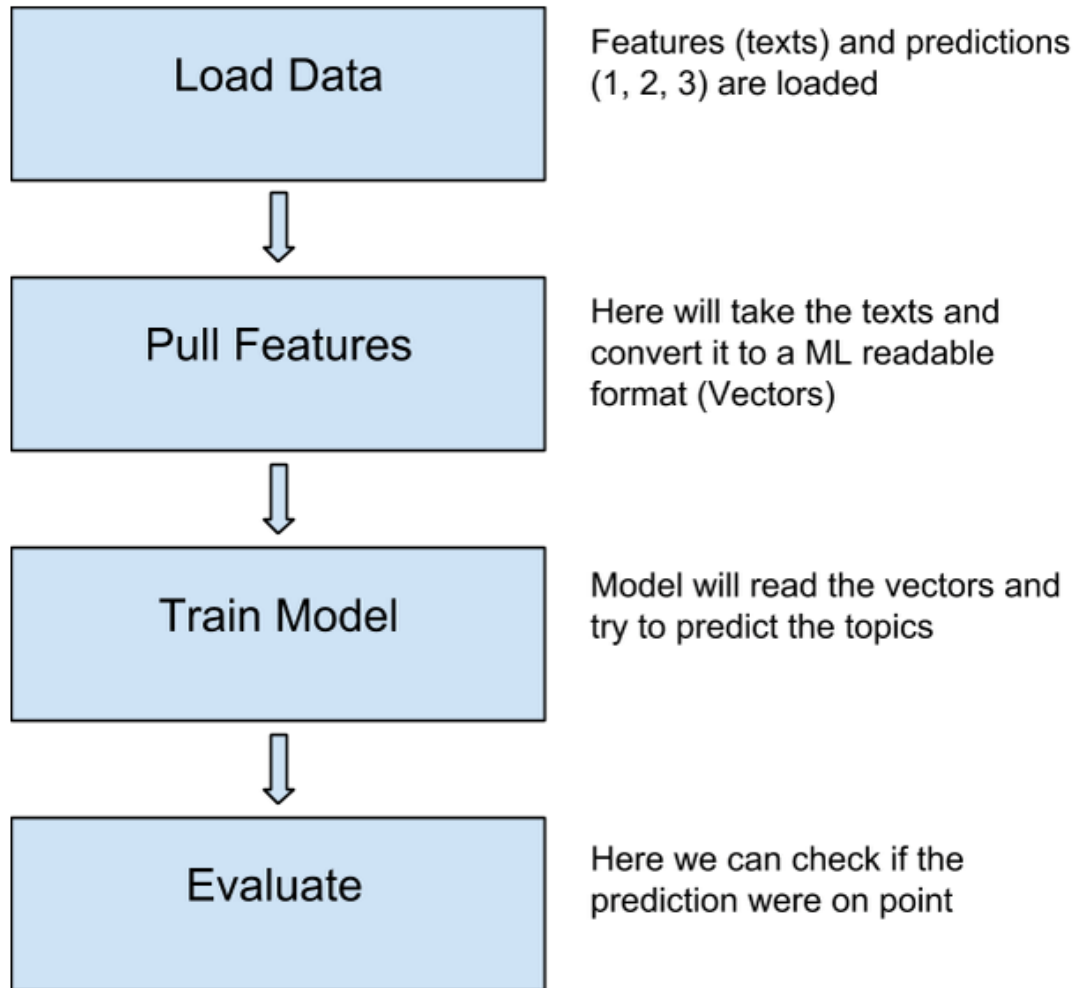 Load Data
Features (texts) and predictions
(1, 2, 3) are loaded
Pull Features
Here will take the texts and
convert it to a ML readable
format (Vectors)
Train Model
Model will read the vectors and
try to predict the topics
Evaluate
Here we can check if the
prediction were on point